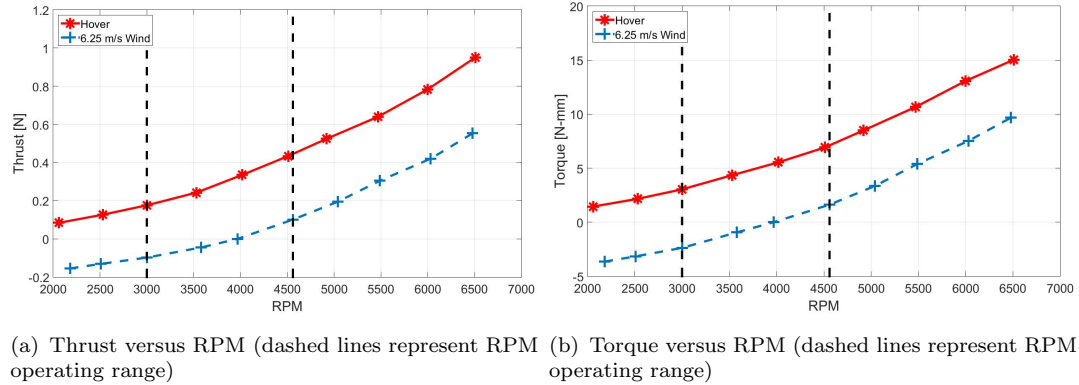 1.2
1
0.8
0.6
0.4
0.2
0
-0.2
Thrust [N]
Hover
'6.25 m/s Wind
2000 2500 3000 3500 4000 4500 5000 5500 6000 6500 7000
RPM
20
15
10
5
0
-5
Torque [N-mm]
Hover
'6.25 m/s Wind
2000 2500 3000 3500 4000 4500 5000 5500 6000 6500 7000
RPM
(a) Thrust versus RPM (dashed lines represent RPM
operating range)
(b) Torque versus RPM (dashed lines represent RPM
operating range)